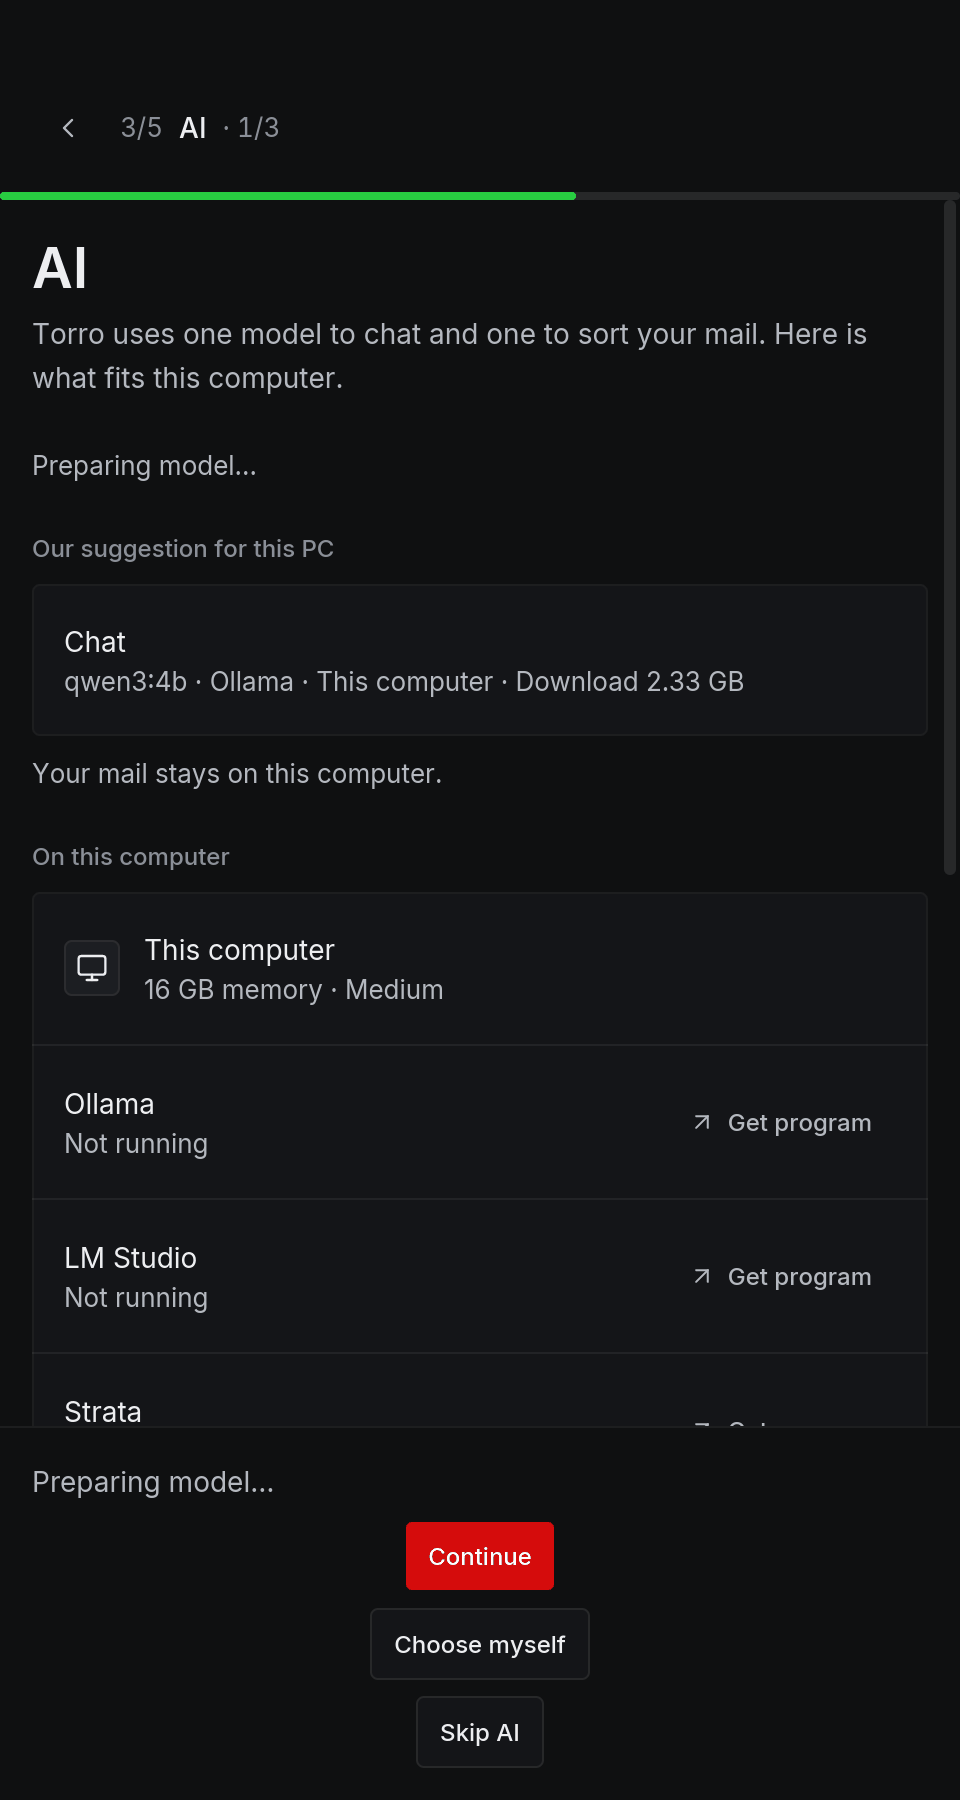 3/5 AI · 1/3
AI
Torro uses one model to chat and one to sort your mail. Here is
what fits this computer.
Preparing model...
Our suggestion for this PC
Chat
qwen3:4b · Ollama · This computer · Download 2.33 GB
Your mail stays on this computer.
On this computer
This computer
16 GB memory · Medium
Ollama
Not running
Get program
LM Studio
Not running
Get program
Strata
Preparing model...
Continue
Choose myself
Skip AI